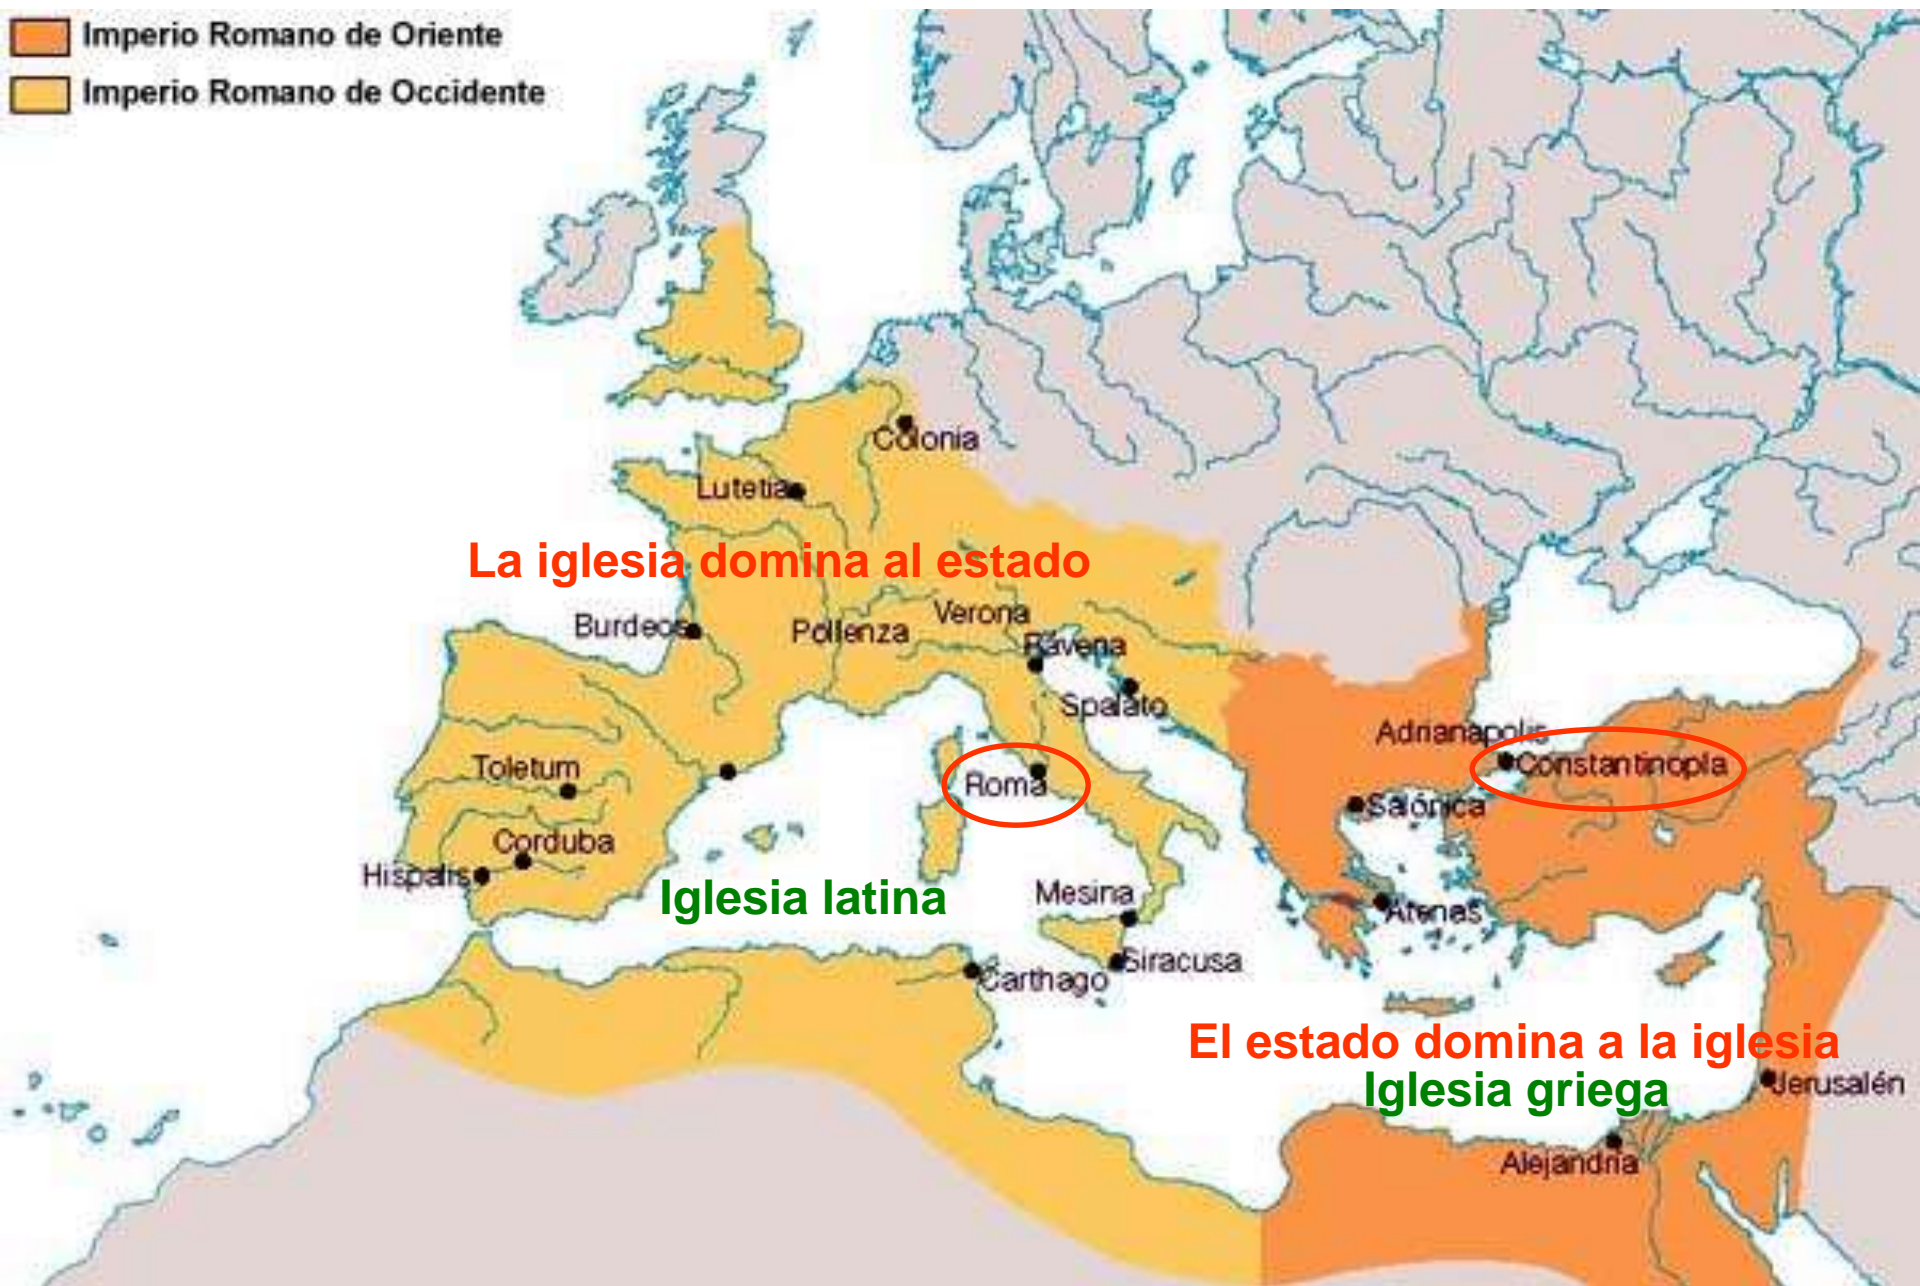 Imperio Romano de Oriente
Imperio Romano de Occidente
Colonia
Lutetia
La iglesia domina al estado
Burdeos
Pollenza
Verona
Ravena
Spalato
Adrianapolis
Constantinopla
Toletum
Roma
Salónica
Corduba
Hispalis
Iglesia latina
Mesina
Atenas
Siracusa
Carthago
El estado domina a la iglesia
Iglesia griega
Jerusalén
Alejandria